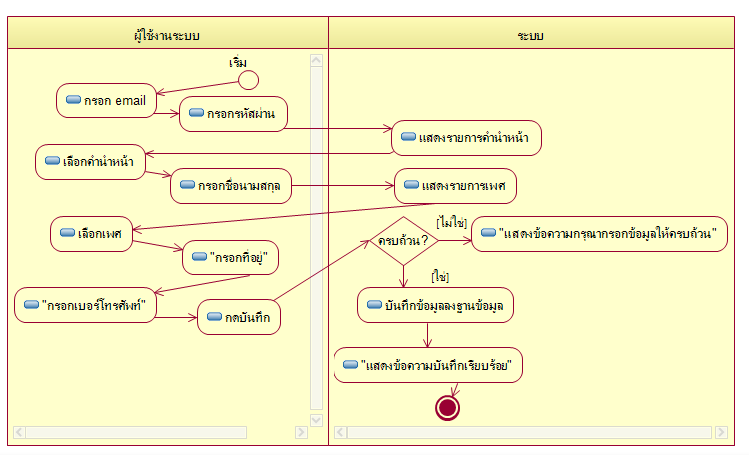 ผู้ใช้งานระบบ
ระบบ
เริ่ม
กรอก email
กรอกรหัสผ่าน
แสดงรายการคำนำหน้า
เลือกคำนำหน้า
กรอกชื่อนามสกุล
แสดงรายการเพศ
เลือกเพศ
"กรอกที่อยู่"
"กรอกเบอร์โทรศัพท์"
กดบันทึก
ครบถ้วน?
[ไม่ใช่]
"แสดงข้อความกรุณากรอกข้อมูลให้ครบถ้วน"
[ใช่]
บันทึกข้อมูลลงฐานข้อมูล
"แสดงข้อความบันทึกเรียบร้อย"